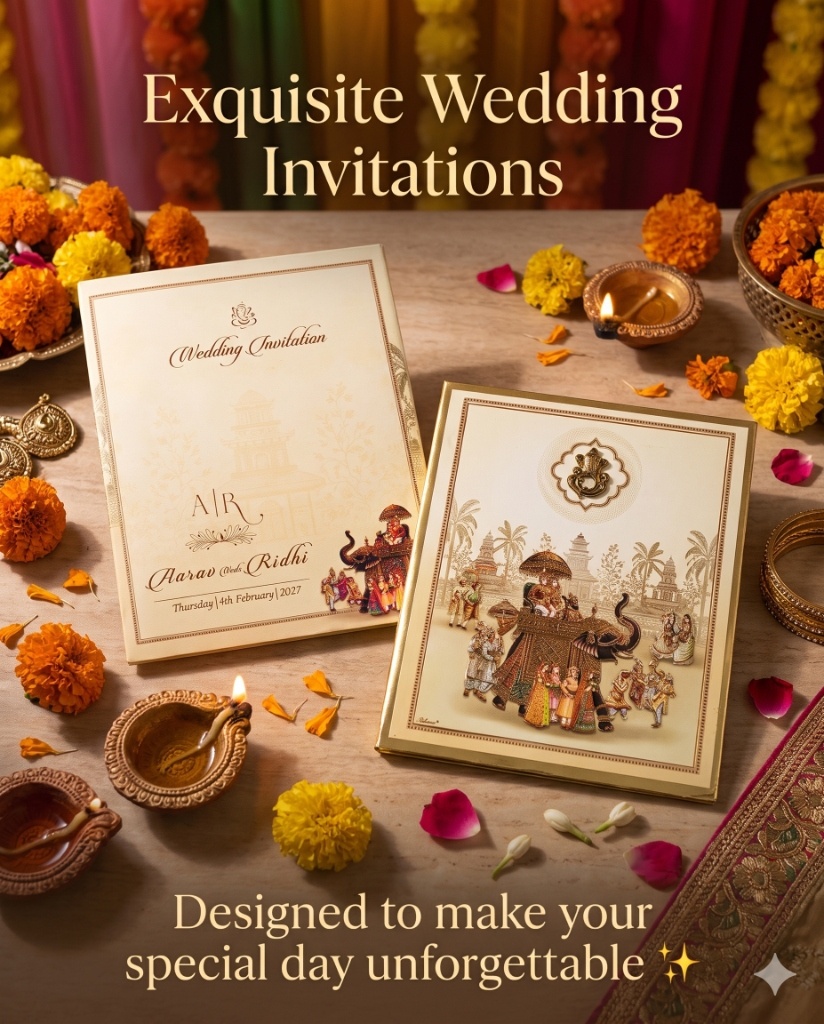 Exquisite Wedding
Invitations
Wedding Invitation
A|R
Aarav Weds Ridhi
Thursday | 4th February | 2027
Designed to make your
special day unforgettable ✨